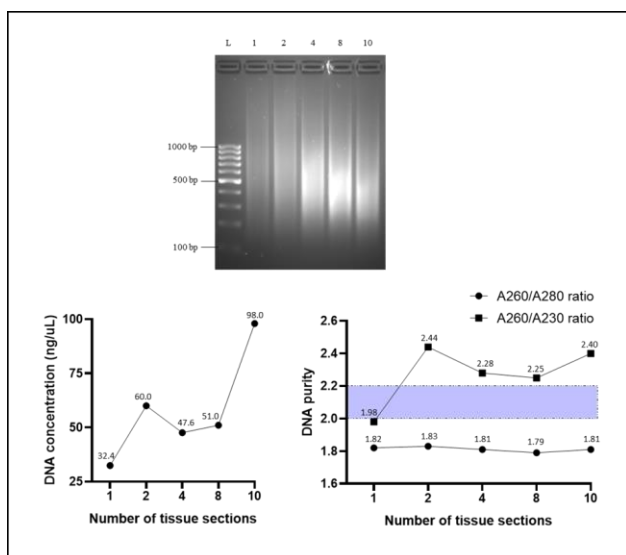 L 1 2 4 8 10
1000 bp
500 bp
100 bp
A260/A280 ratio
A260/A230 ratio
DNA concentration (ng/uL)
100
75
50
25
32.4
60.0
47.6
51.0
98.0
1 2 4 8 10
Number of tissue sections
DNA purity
2.6
2.4
2.2
2.0
1.8
1.6
1.98
2.44
2.28
2.25
2.40
1.82
1.83
1.81
1.79
1.81
1 2 4 8 10
Number of tissue sections